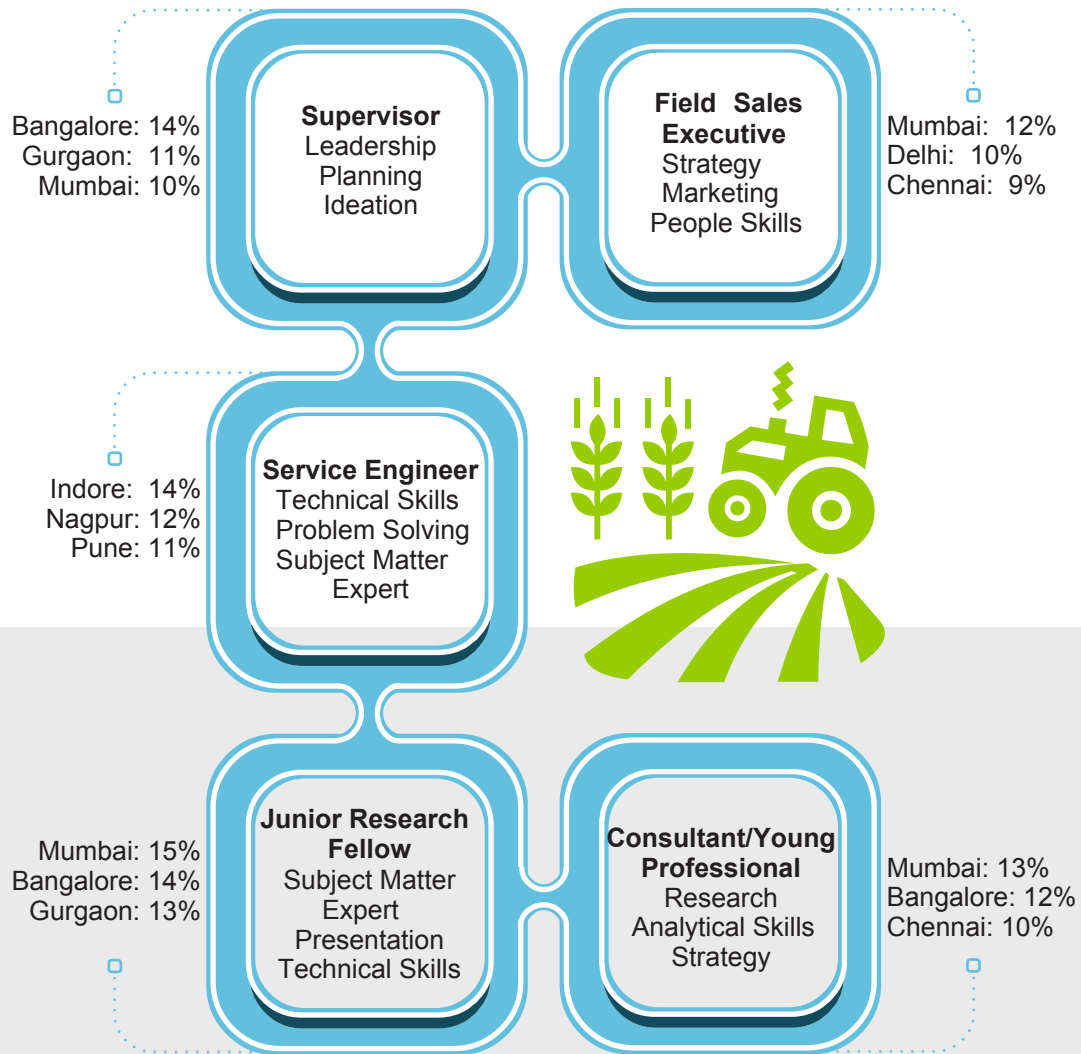 Bangalore: 14%
Gurgaon: 11%
Mumbai: 10%
Supervisor
Leadership
Planning
Ideation
Field Sales
Executive
Strategy
Marketing
People Skills
Mumbai: 12%
Delhi: 10%
Chennai: 9%
Indore: 14%
Nagpur: 12%
Pune: 11%
Service Engineer
Technical Skills
Problem Solving
Subject Matter
Expert
Mumbai: 15%
Bangalore: 14%
Gurgaon: 13%
Junior Research
Fellow
Subject Matter
Expert
Presentation
Technical Skills
Consultant/Young
Professional
Research
Analytical Skills
Strategy
Mumbai: 13%
Bangalore: 12%
Chennai: 10%